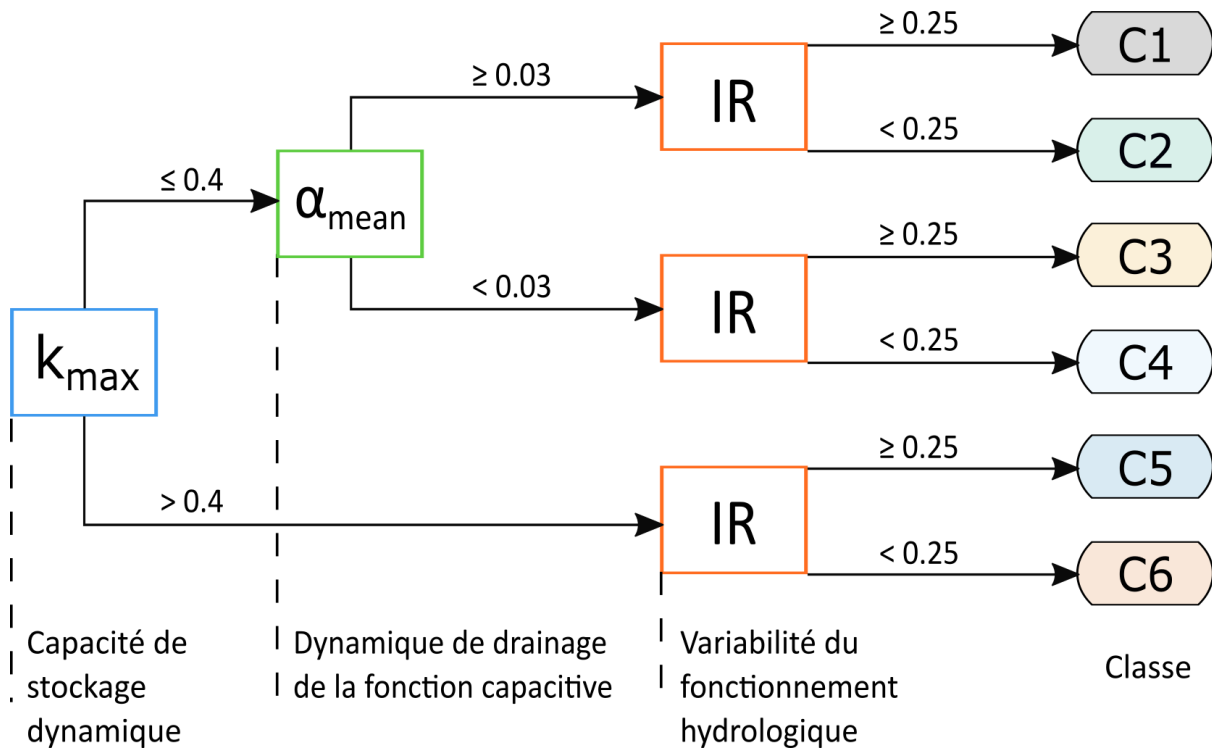 ≥ 0.25
C1
≥ 0.03
IR
< 0.25
C2
≤ 0.4
αmean
≥ 0.25
C3
< 0.03
IR
< 0.25
C4
kmax
≥ 0.25
C5
> 0.4
IR
< 0.25
C6
Capacité de
stockage
dynamique
Dynamique de drainage
de la fonction capacitive
Variabilité du
fonctionnement
hydrologique
Classe